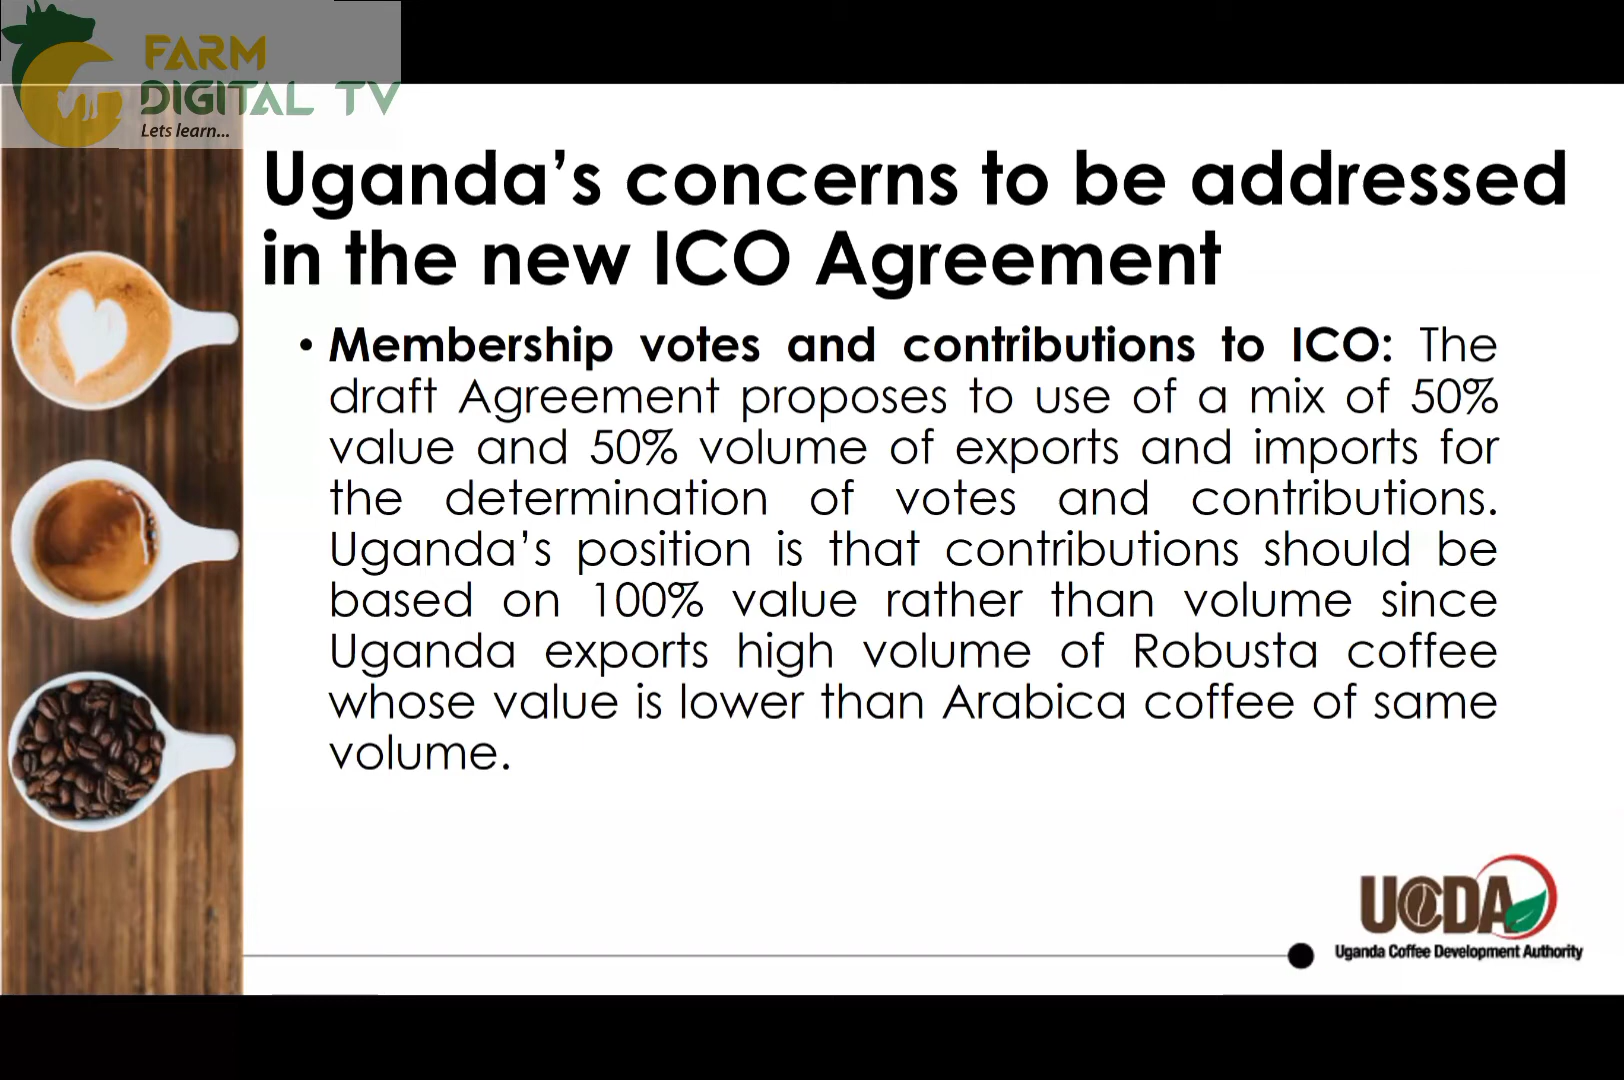 FARM
DIGITAL TV
Lets learn...
Uganda’s concerns to be addressed
in the new ICO Agreement
• Membership votes and contributions to ICO: The
draft Agreement proposes to use of a mix of 50%
value and 50% volume of exports and imports for
the determination of votes and contributions.
Uganda’s position is that contributions should be
based on 100% value rather than volume since
Uganda exports high volume of Robusta coffee
whose value is lower than Arabica coffee of same
volume.
UCDA
Uganda Coffee Development Authority